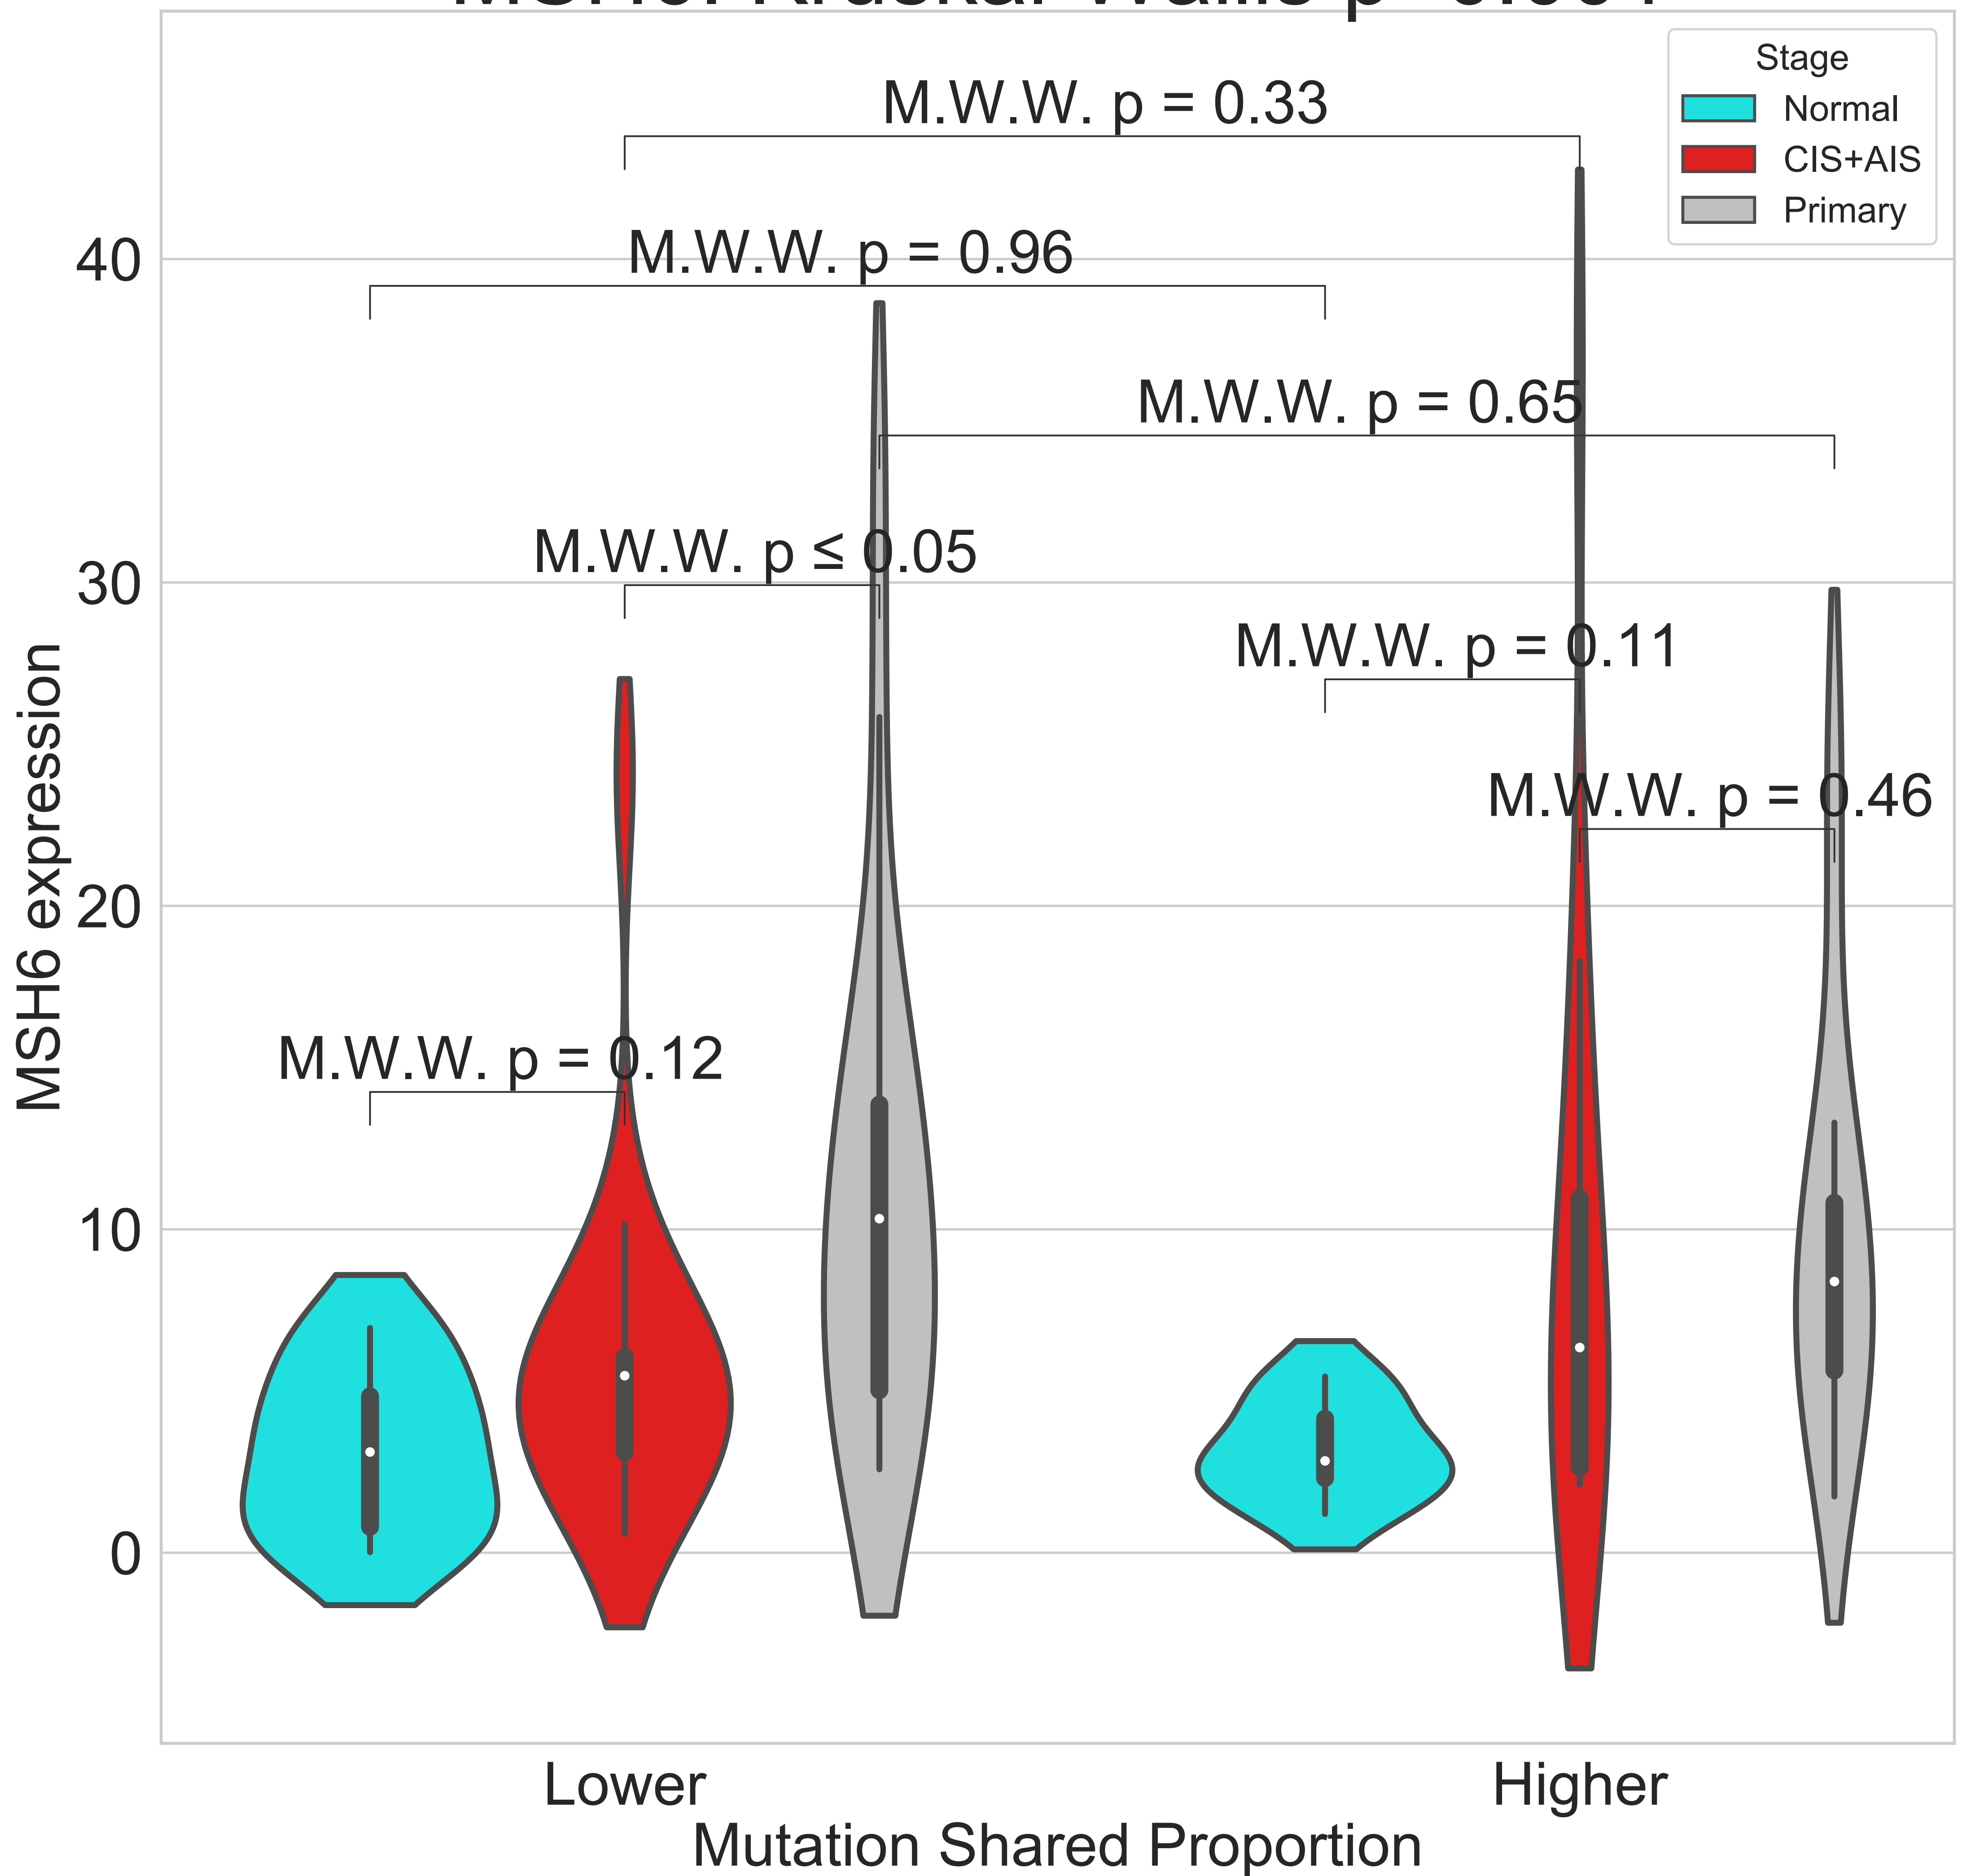 Stage
Normal
CIS+AIS
Primary
M.W.W. p = 0.33
M.W.W. p = 0.96
M.W.W. p = 0.65
M.W.W. p ≤ 0.05
M.W.W. p = 0.11
M.W.W. p = 0.46
M.W.W. p = 0.12
40
30
20
10
0
MSH6 expression
Lower
Higher
Mutation Shared Proportion